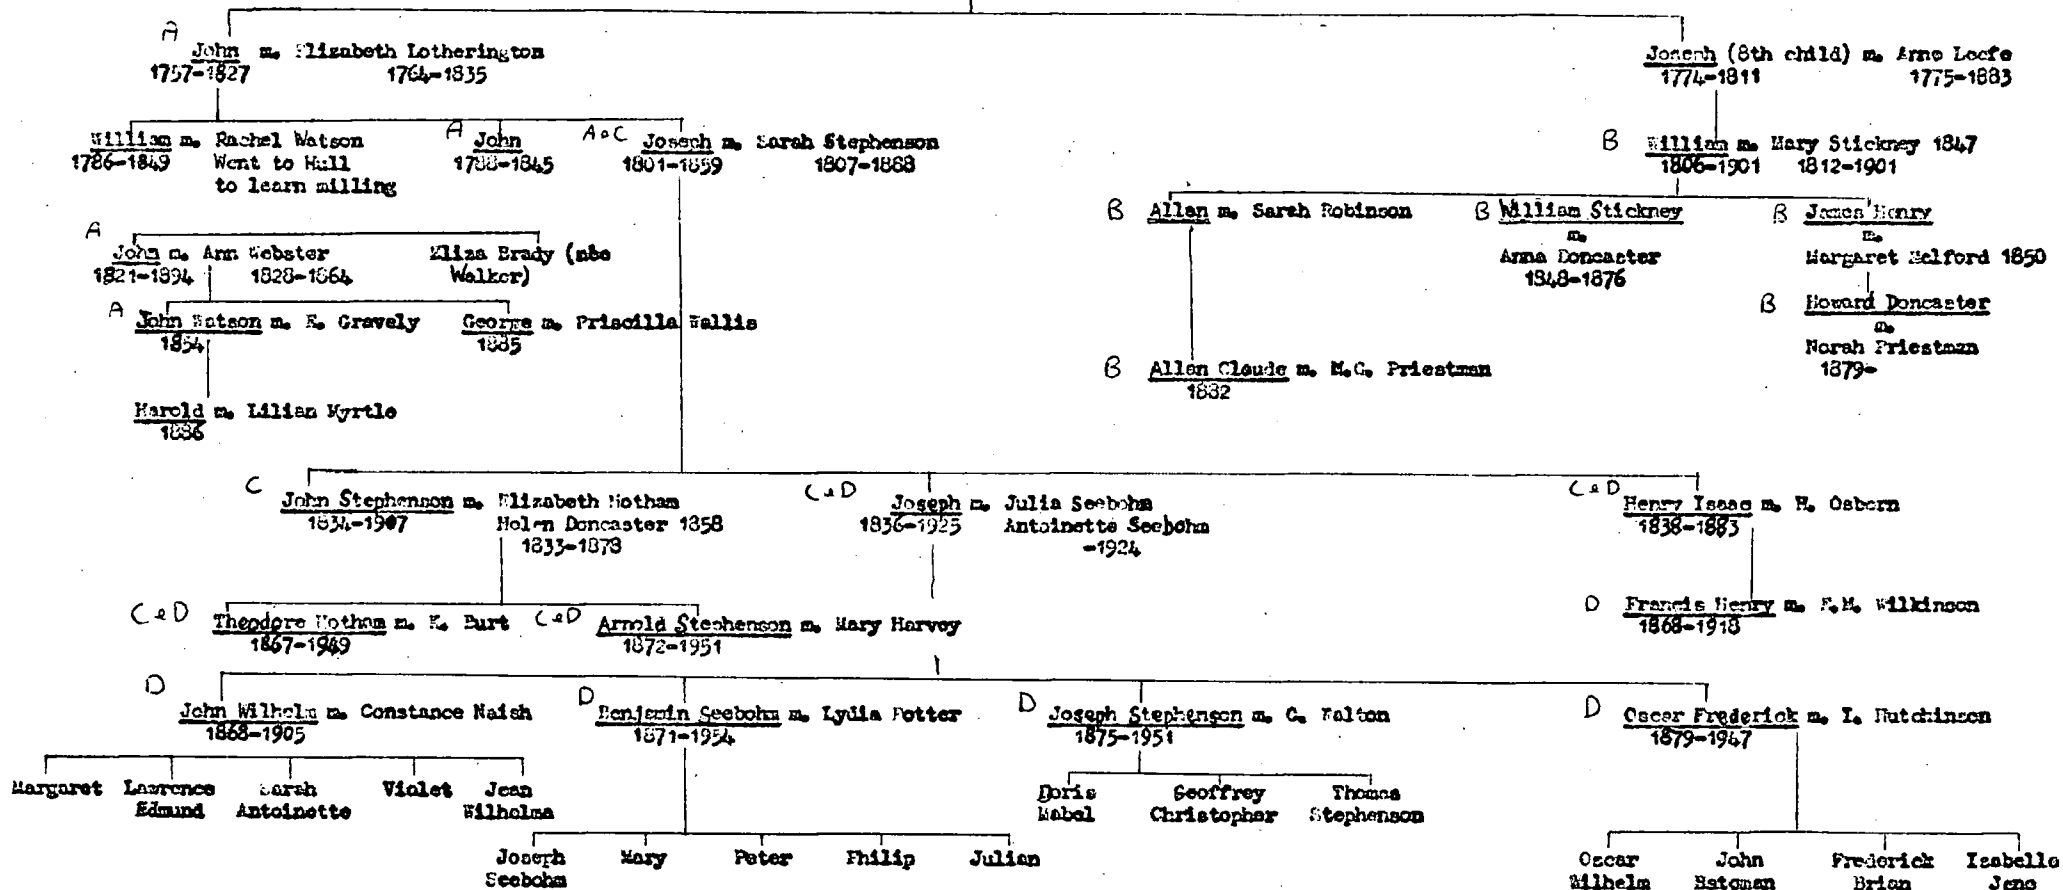 A
John m. Elizabeth Lotherington
1757-1827 1764-1835
Joseph (8th child) m. Anne Leefe
1774-1811 1775-1883
William m. Rachel Watson
1786-1849 Went to Hull
to learn milling
A John
1788-1845
A & C Joseph m. Sarah Stephenson
1801-1859 1807-1868
B William m. Mary Stickney 1847
1806-1901 1812-1901
B Allen m. Sarah Robinson
B William Stickney
m.
Anna Doncaster
1848-1876
B James Henry
m.
Margaret Melford 1850
A
John m. Ann Webster
1821-1894 1828-1864
Eliza Brady (nee
Walker)
B Howard Doncaster
m.
Norah Priestman
1879-
A John Watson m. E. Gravely
1854
George m. Priscilla Wallis
1885
B Allen Claude m. M.C. Priestman
1882
Harold m. Lilian Myrtle
1886
C John Stephenson m. Elizabeth Hotham
1834-1907 Helen Doncaster 1858
1833-1878
C & D Joseph m. Julia Seebohm
1836-1925 Antoinette Seebohm
-1924
C & D Henry Isaac m. H. Osborn
1838-1883
C & D Theodore Hotham m. K. Burt
1867-1949
C & D Arnold Stephenson m. Mary Harvey
1872-1951
D Francis Henry m. F.M. Wilkinson
1868-1918
D John Wilhelm m. Constance Naish
1868-1905
D Benjamin Seebohm m. Lydia Potter
1871-1954
D Joseph Stephenson m. C. Walton
1875-1951
D Oscar Frederick m. I. Hutchinson
1879-1947
Margaret Lawrence Sarah Violet Jean
Edmund Antoinette Wilhelma
Doris Geoffrey Thomas
Mabel Christopher Stephenson
Joseph Mary Peter Philip Julian
Seebohm
Oscar John Frederick Isabella
Wilhelm Bateman Brian Jene